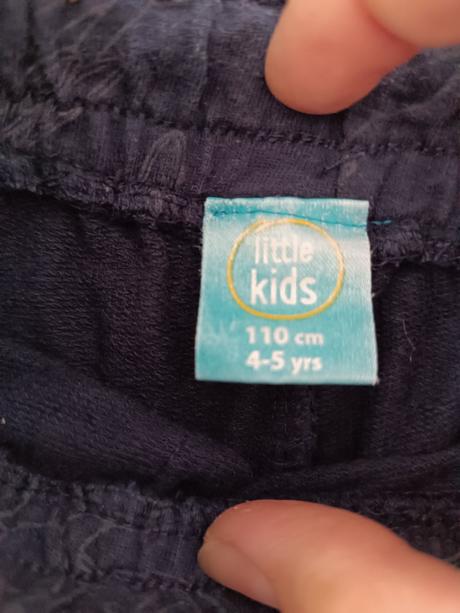 little
kids
110 cm
4-5 yrs